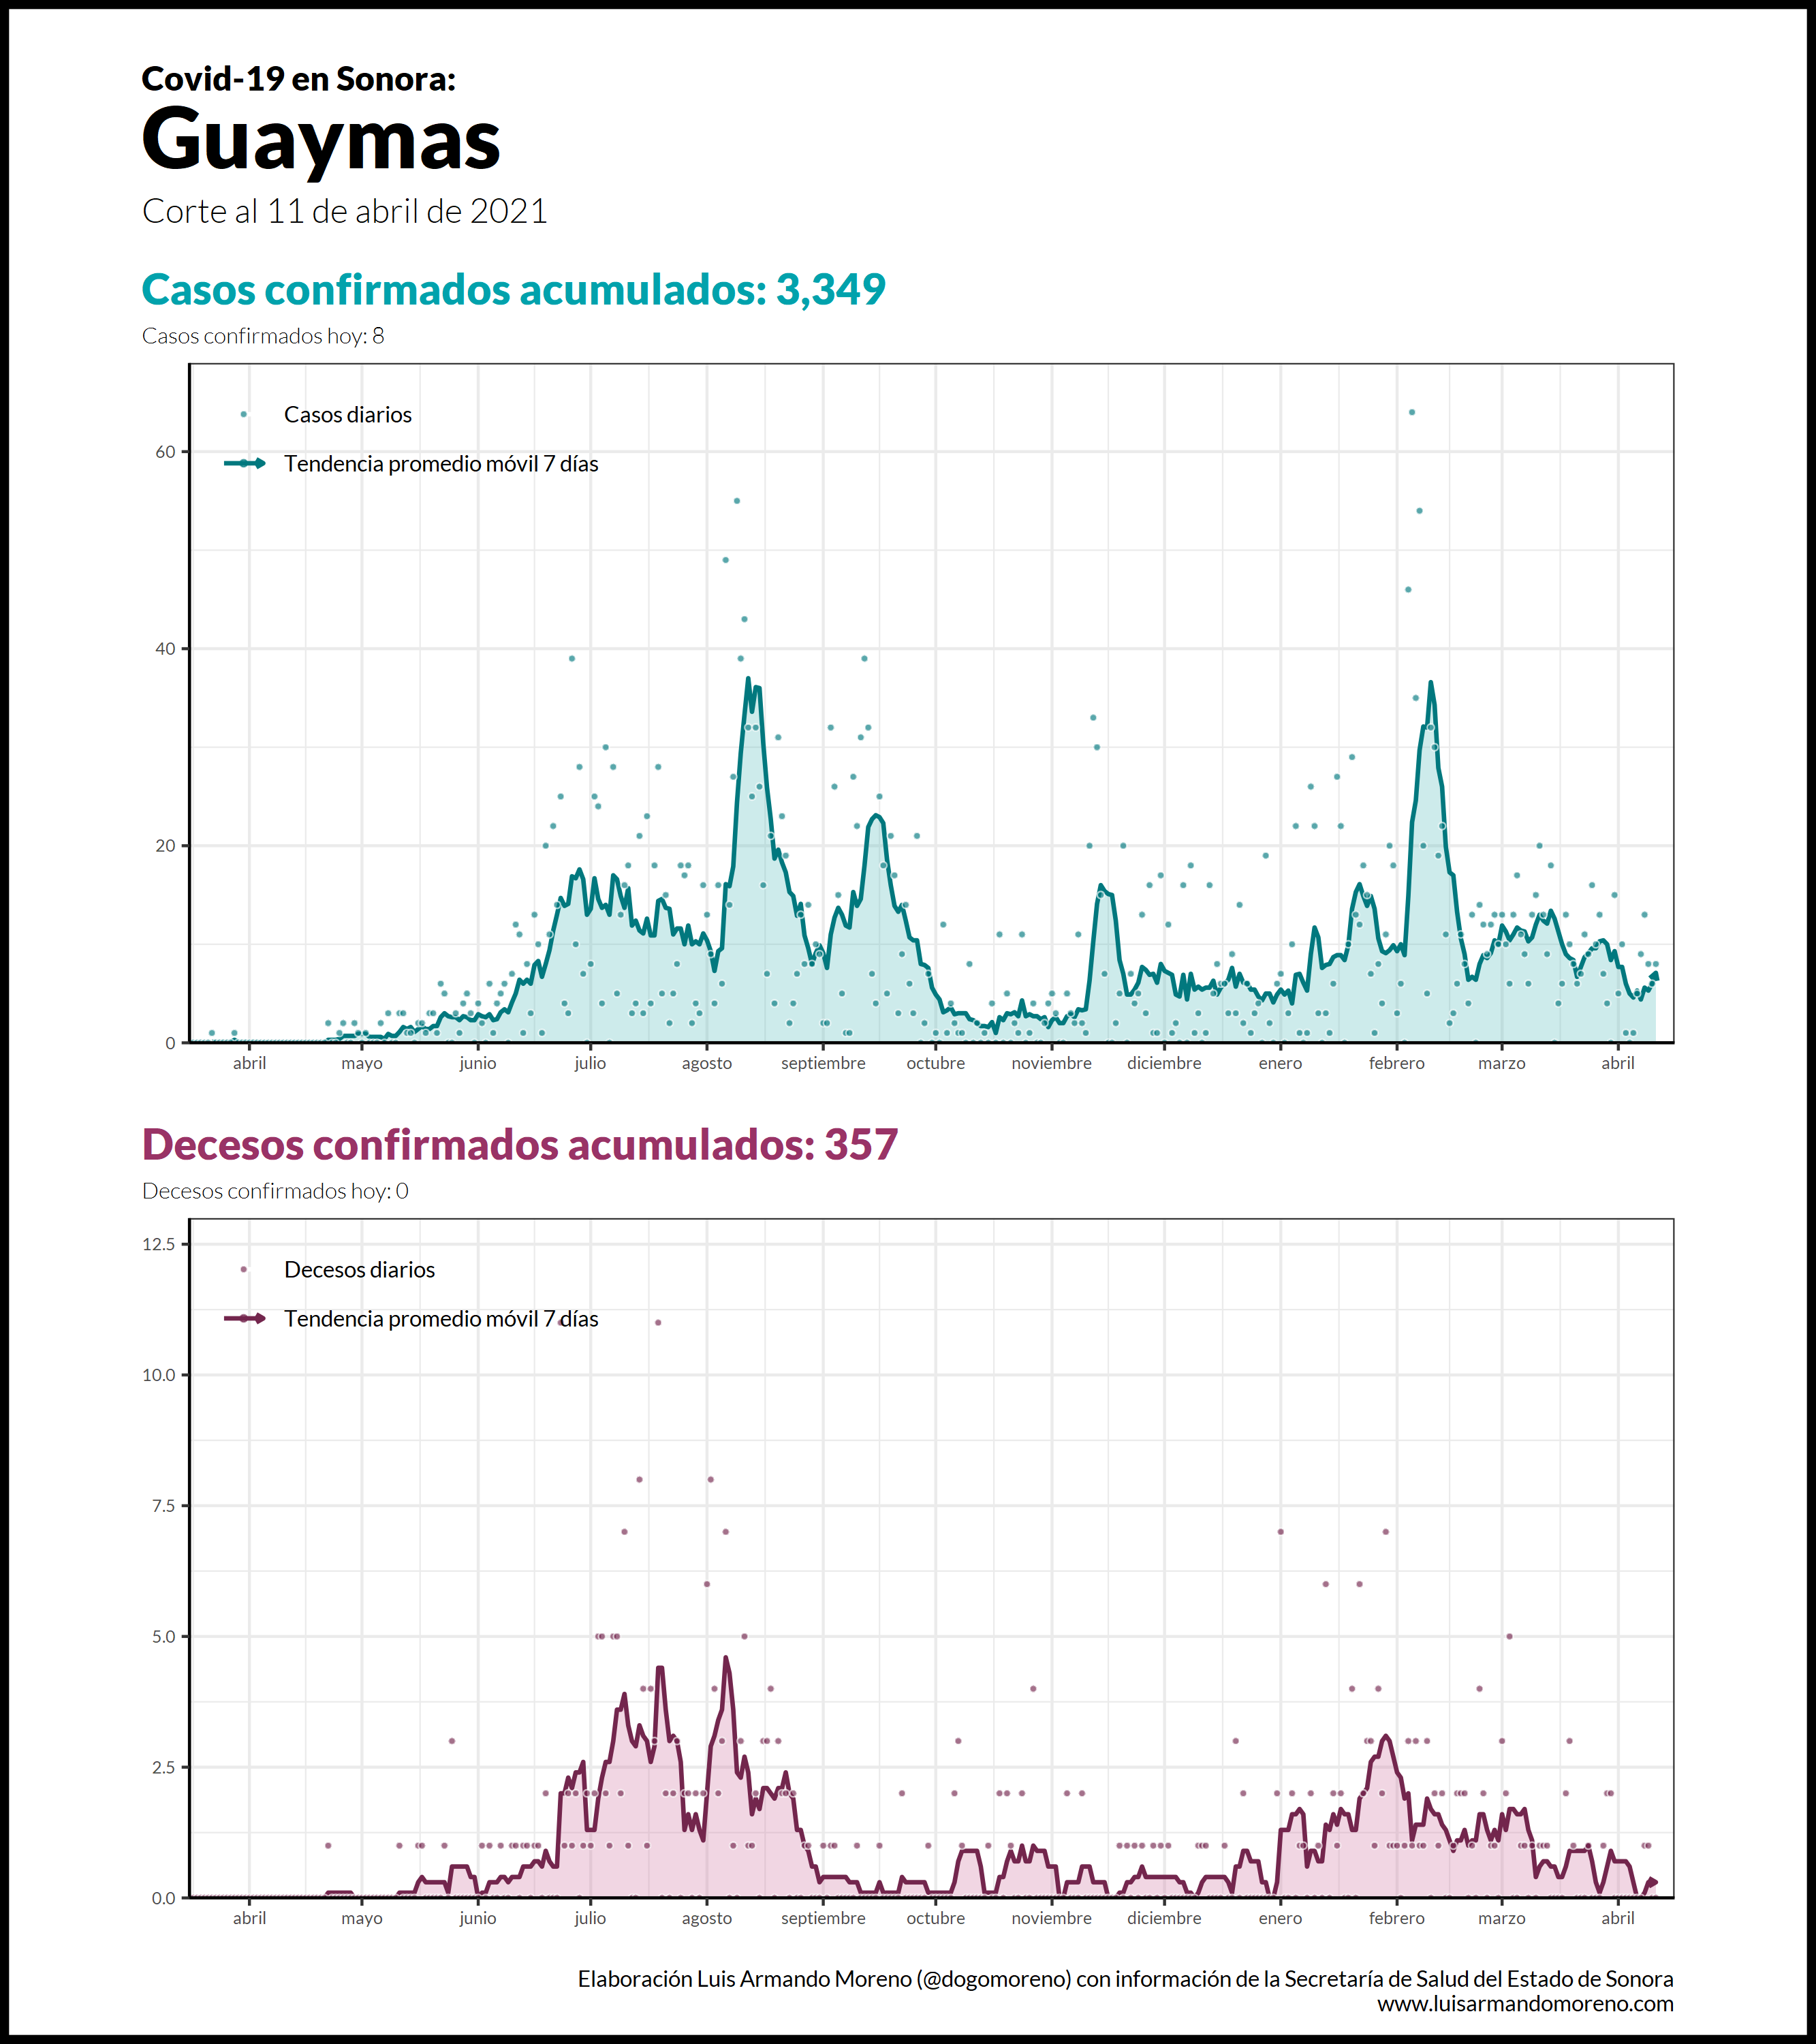 Covid-19 en Sonora:
Guaymas
Corte al 11 de abril de 2021
Casos confirmados acumulados: 3,349
Casos confirmados hoy: 8
Casos diarios
Tendencia promedio móvil 7 días
60
40
20
0
abril mayo junio julio agosto septiembre octubre noviembre diciembre enero febrero marzo abril
Decesos confirmados acumulados: 357
Decesos confirmados hoy: 0
12.5
Decesos diarios
Tendencia promedio móvil 7 días
10.0
7.5
5.0
2.5
0.0
abril mayo junio julio agosto septiembre octubre noviembre diciembre enero febrero marzo abril
Elaboración Luis Armando Moreno (@dogomoreno) con información de la Secretaría de Salud del Estado de Sonora
www.luisarmandomoreno.com